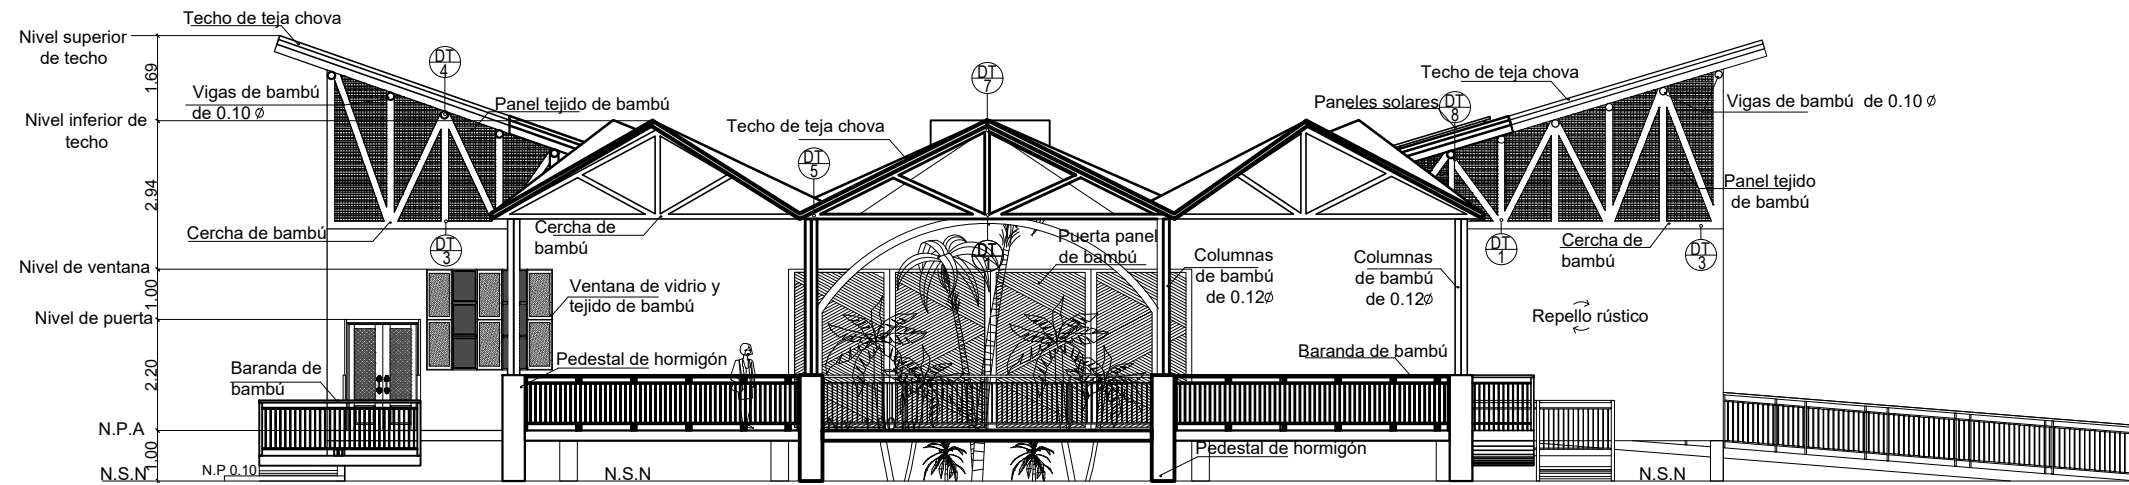 Techo de teja chova
Nivel superior
de techo
1.69
DT
4
Vigas de bambú
de 0.10 Ø
Panel tejido de bambú
Nivel inferior de
techo
2.94
Cercha de bambú
DT
3
Cercha de
bambú
Techo de teja chova
DT
5
DT
7
Techo de teja chova
Paneles solares
DT
8
Vigas de bambú de 0.10 Ø
Panel tejido
de bambú
Cercha de
bambú
DT
1
DT
3
DT
1
Puerta panel
de bambú
Columnas
de bambú
de 0.12Ø
Columnas
de bambú
de 0.12Ø
Nivel de ventana
1.00
Ventana de vidrio y
tejido de bambú
Nivel de puerta
Repello rústico
2.20
Baranda de
bambú
Pedestal de hormigón
Baranda de bambú
N.P.A
1.00
N.S.N
N.P 0.10
N.S.N
Pedestal de hormigón
N.S.N